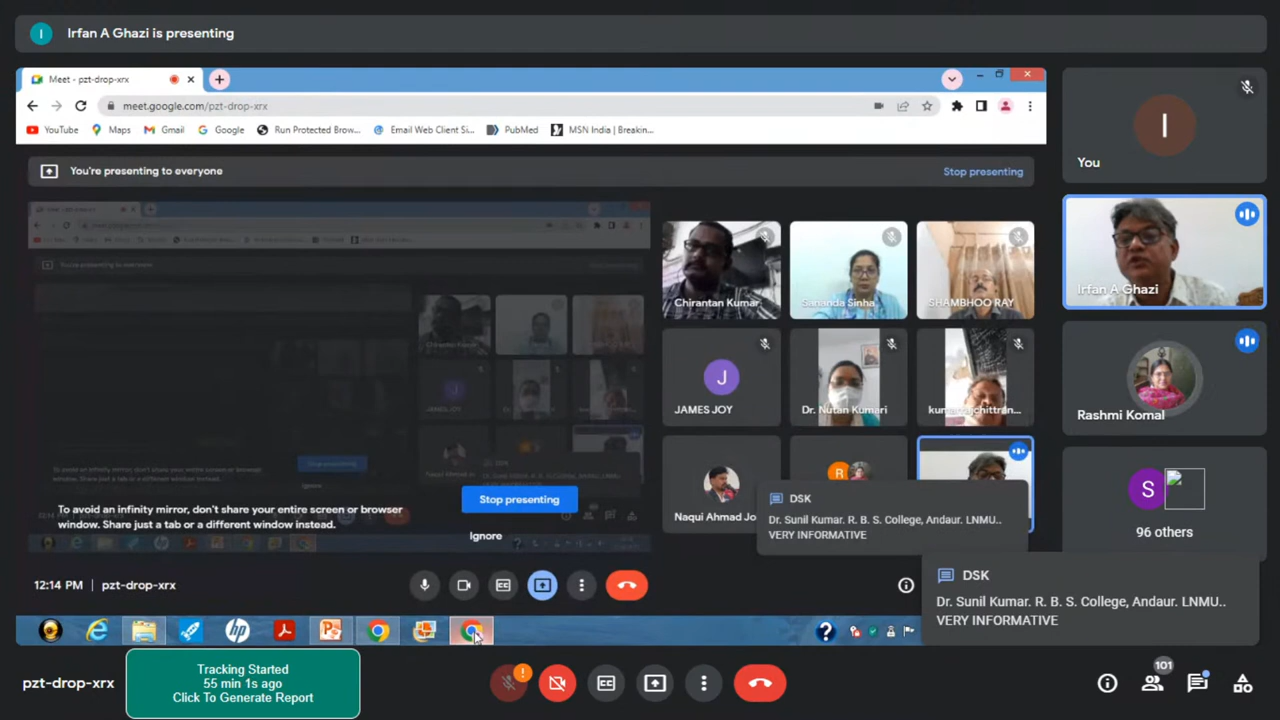 I
Irfan A Ghazi is presenting
Meet - pzt-drop-xrx
meet.google.com/pzt-drop-xrx
YouTube
Maps
Gmail
Google
Run Protected Brow...
Email Web Client Si...
PubMed
MSN India | Breakin...
You're presenting to everyone
Stop presenting
Chirantan Kumar
Sananda Sinha
SHAMBHOO RAY
J
JAMES JOY
Dr. Nutan Kumari
Naqui Ahmad Jo
R
DSK
Dr. Sunil Kumar. R. B. S. College, Andaur. LNMU..
VERY INFORMATIVE
Stop presenting
To avoid an infinity mirror, don't share your entire screen or browser
window. Share just a tab or a different window instead.
Ignore
12:14 PM | pzt-drop-xrx
I
You
Irfan A Ghazi
Rashmi Komal
S
96 others
DSK
Dr. Sunil Kumar. R. B. S. College, Andaur. LNMU..
VERY INFORMATIVE
pzt-drop-xrx
Tracking Started
55 min 1s ago
Click To Generate Report
101